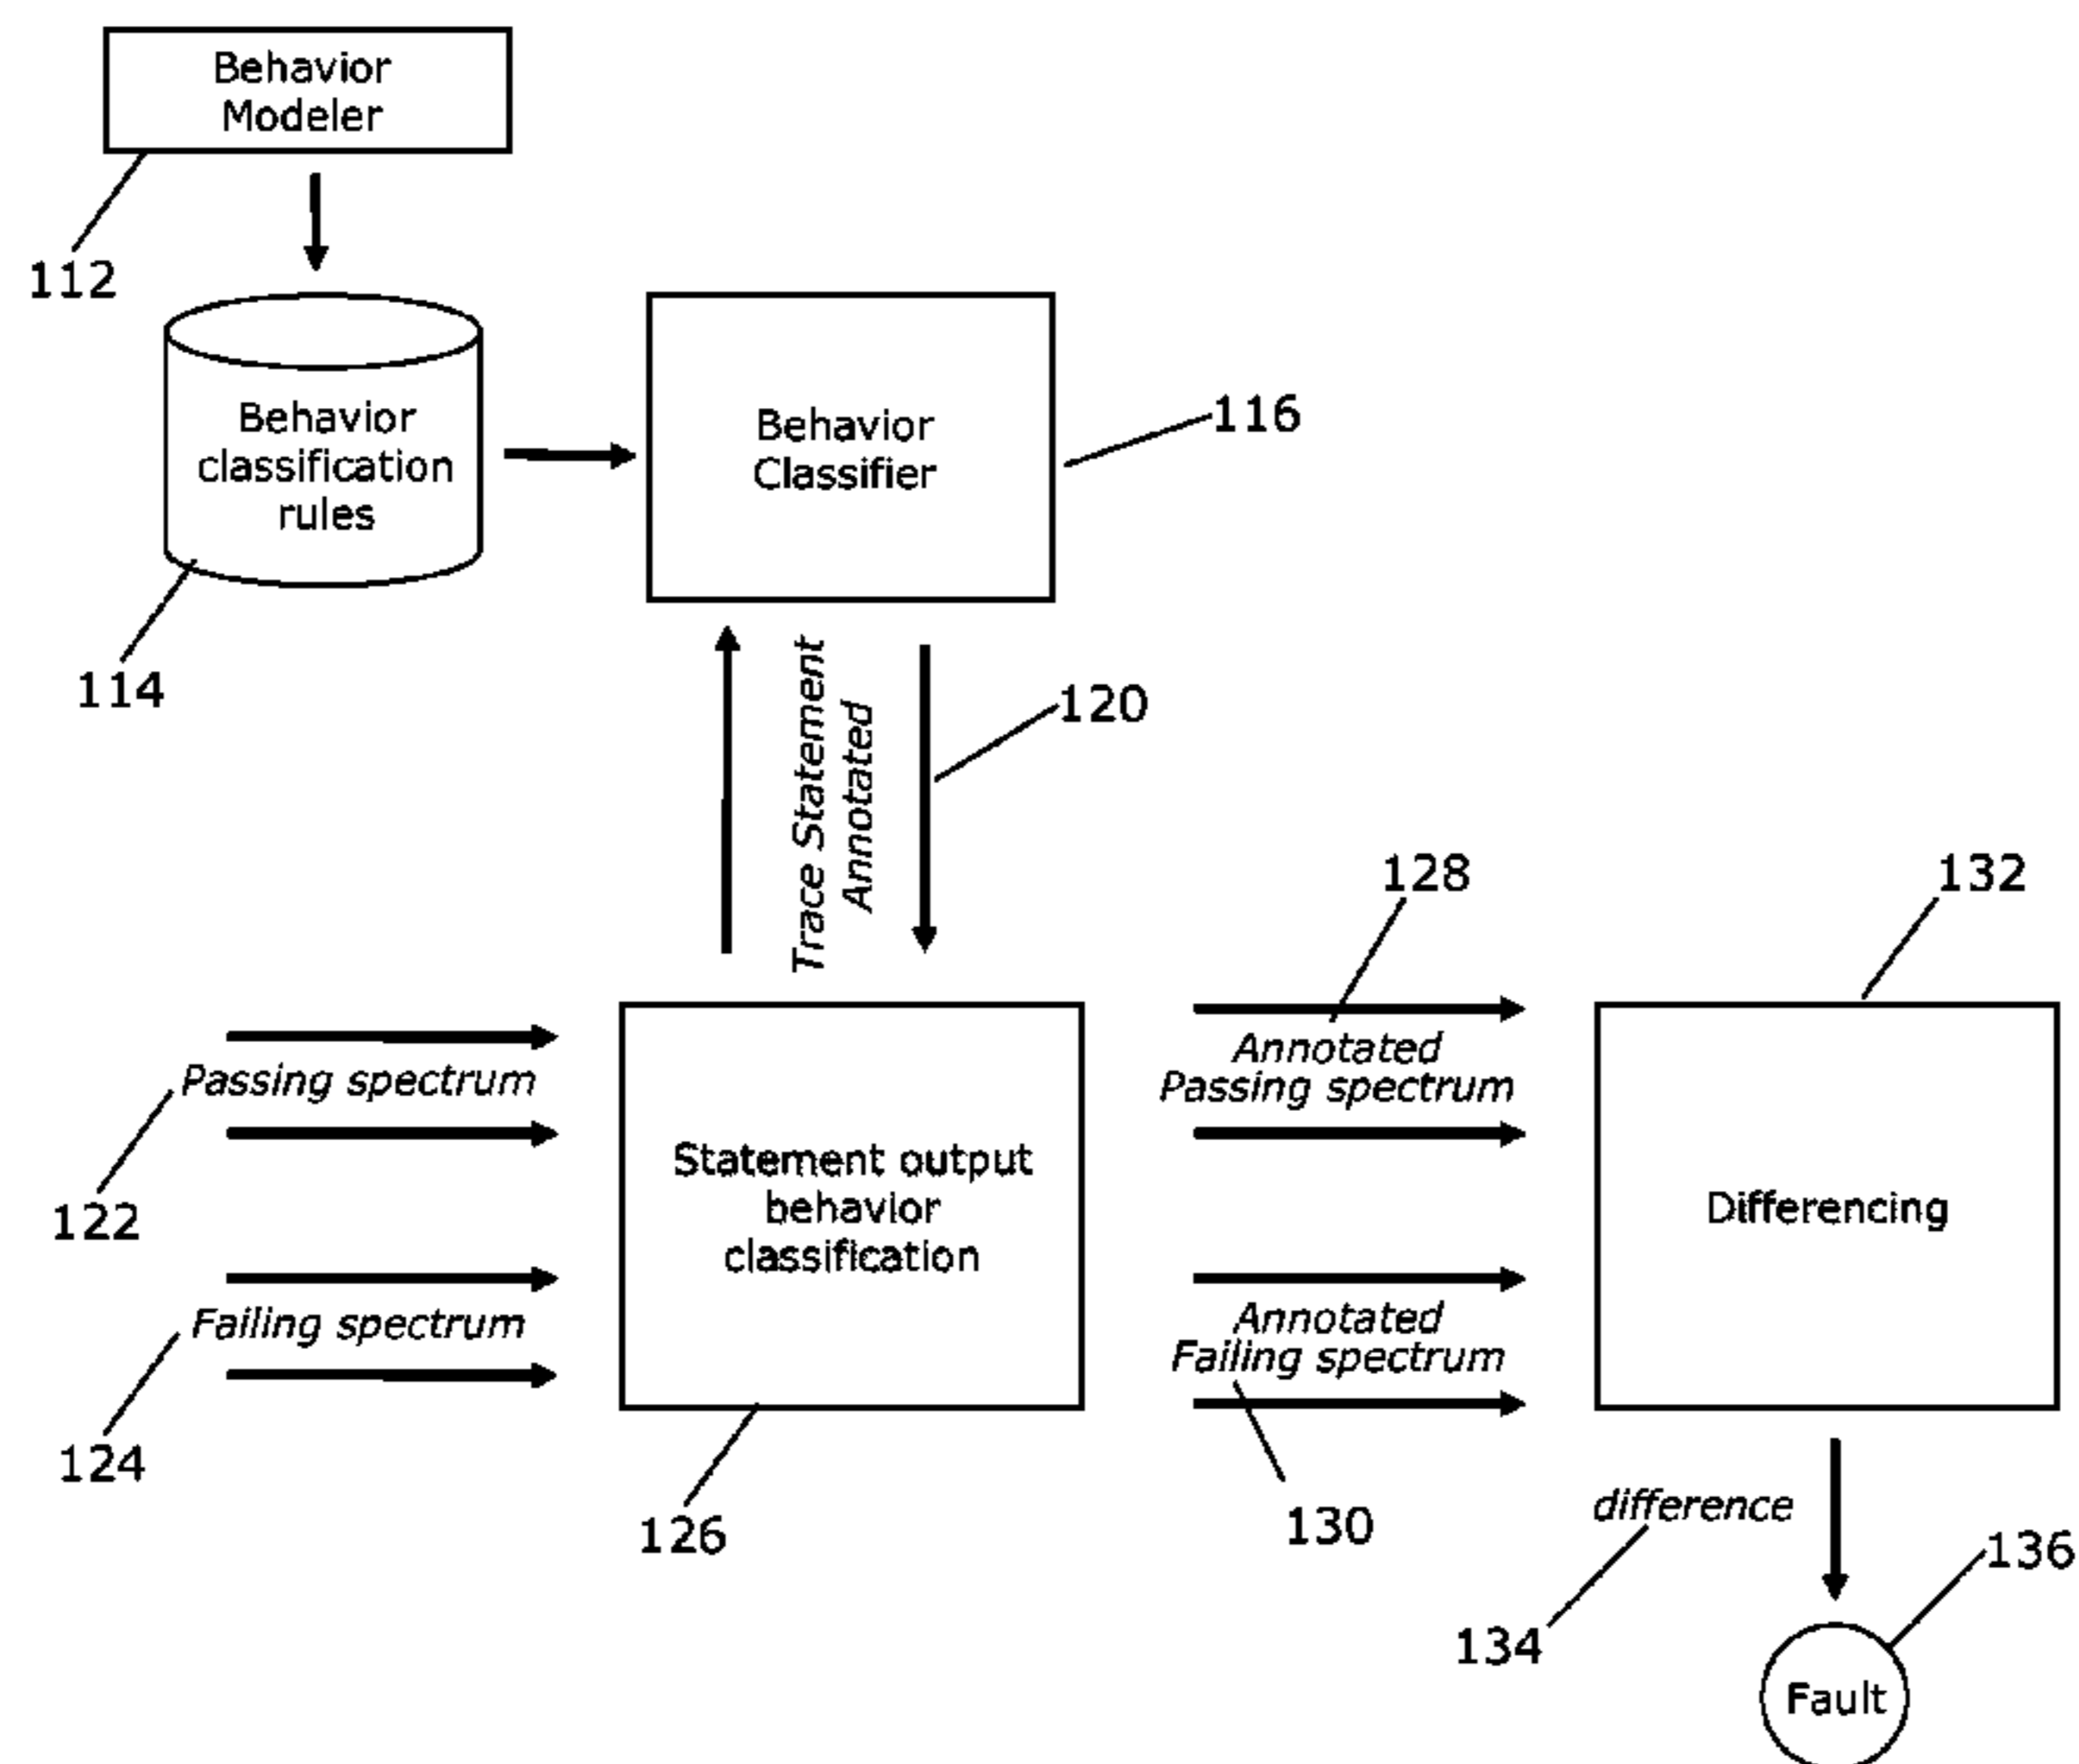 Behavior
Modeler
112
Behavior
classification
rules
114
Behavior
Classifier
116
Trace Statement
Annotated
120
Passing spectrum
122
Failing spectrum
124
Statement output
behavior
classification
126
128
Annotated
Passing spectrum
Annotated
Failing spectrum
130
132
Differencing
difference
134
136
Fault